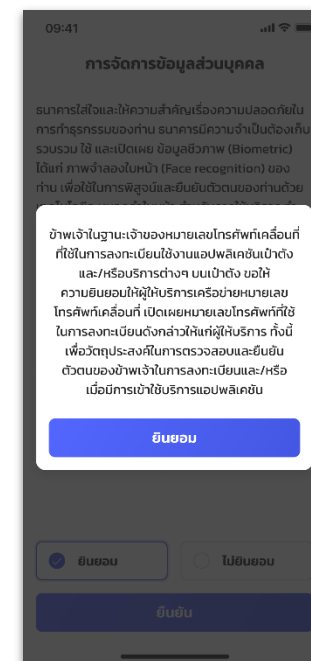 09:41
การจัดการข้อมูลส่วนบุคคล
ธนาคารใส่ใจและให้ความสำคัญเรื่องความปลอดภัยใน
การทำธุรกรรมของท่าน ธนาคารมีความจำเป็นต้องเก็บ
รวบรวม ใช้ และเปิดเผย ข้อมูลชีวภาพ (Biometric)
ได้แก่ ภาพจำลองใบหน้า (Face recognition) ของ
ท่าน เพื่อใช้ในการพิสูจน์และยืนยันตัวตนของท่านด้วย
ข้าพเจ้าในฐานะเจ้าของหมายเลขโทรศัพท์เคลื่อนที่
ที่ใช้ในการลงทะเบียนใช้งานแอปพลิเคชันเป๋าตัง
และ/หรือบริการต่างๆ บนเป๋าตัง ขอให้
ความยินยอมให้ผู้ให้บริการเครือข่ายหมายเลข
โทรศัพท์เคลื่อนที่ เปิดเผยหมายเลขโทรศัพท์ที่ใช้
ในการลงทะเบียนดังกล่าวให้แก่ผู้ให้บริการ ทั้งนี้
เพื่อวัตถุประสงค์ในการตรวจสอบและยืนยัน
ตัวตนของข้าพเจ้าในการลงทะเบียนและ/หรือ
เมื่อมีการเข้าใช้บริการแอปพลิเคชัน
ยินยอม
ยินยอม
ไม่ยินยอม
ยืนยัน